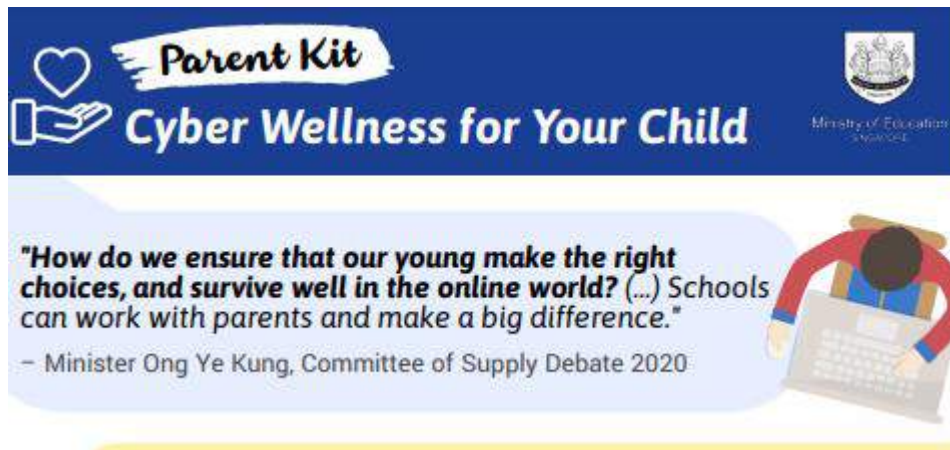 Parent Kit
Cyber Wellness for Your Child
Ministry of Education
SINGAPORE
"How do we ensure that our young make the right
choices, and survive well in the online world? (...) Schools
can work with parents and make a big difference."
– Minister Ong Ye Kung, Committee of Supply Debate 2020